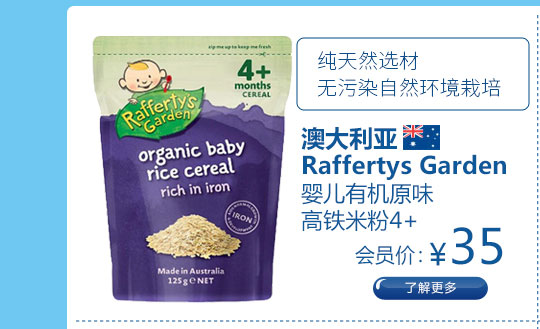 zip me up to keep me fresh
4+
months
CEREAL
Raffertys
Garden
organic baby
rice cereal
rich in iron
IRON
Made in Australia
125g e NET
纯天然选材
无污染自然环境栽培
澳大利亚
Raffertys Garden
婴儿有机原味
高铁米粉4+
会员价：¥35
了解更多